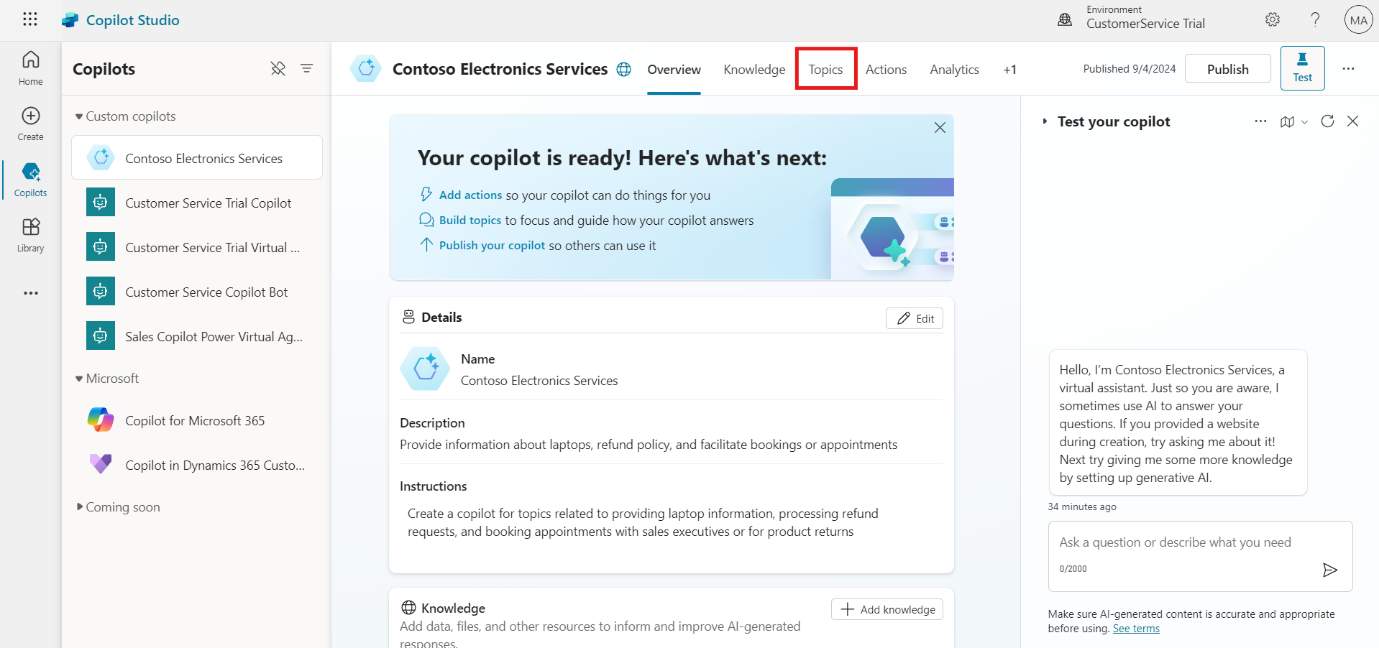 Copilot Studio
Environment
CustomerService Trial
MA
Home
Create
Copilots
Library
Copilots
Custom copilots
Contoso Electronics Services
Customer Service Trial Copilot
Customer Service Trial Virtual ...
Customer Service Copilot Bot
Sales Copilot Power Virtual Ag...
Microsoft
Copilot for Microsoft 365
Copilot in Dynamics 365 Custo...
Coming soon
Contoso Electronics Services
Overview
Knowledge
Topics
Actions
Analytics
+1
Published 9/4/2024
Publish
Test
Your copilot is ready! Here's what's next:
Add actions so your copilot can do things for you
Build topics to focus and guide how your copilot answers
Publish your copilot so others can use it
Details
Edit
Name
Contoso Electronics Services
Description
Provide information about laptops, refund policy, and facilitate bookings or appointments
Instructions
Create a copilot for topics related to providing laptop information, processing refund
requests, and booking appointments with sales executives or for product returns
Knowledge
Add knowledge
Add data, files, and other resources to inform and improve AI-generated
responses.
Test your copilot
Hello, I'm Contoso Electronics Services, a
virtual assistant. Just so you are aware, I
sometimes use AI to answer your
questions. If you provided a website
during creation, try asking me about it!
Next try giving me some more knowledge
by setting up generative AI.
34 minutes ago
Ask a question or describe what you need
0/2000
Make sure AI-generated content is accurate and appropriate
before using. See terms